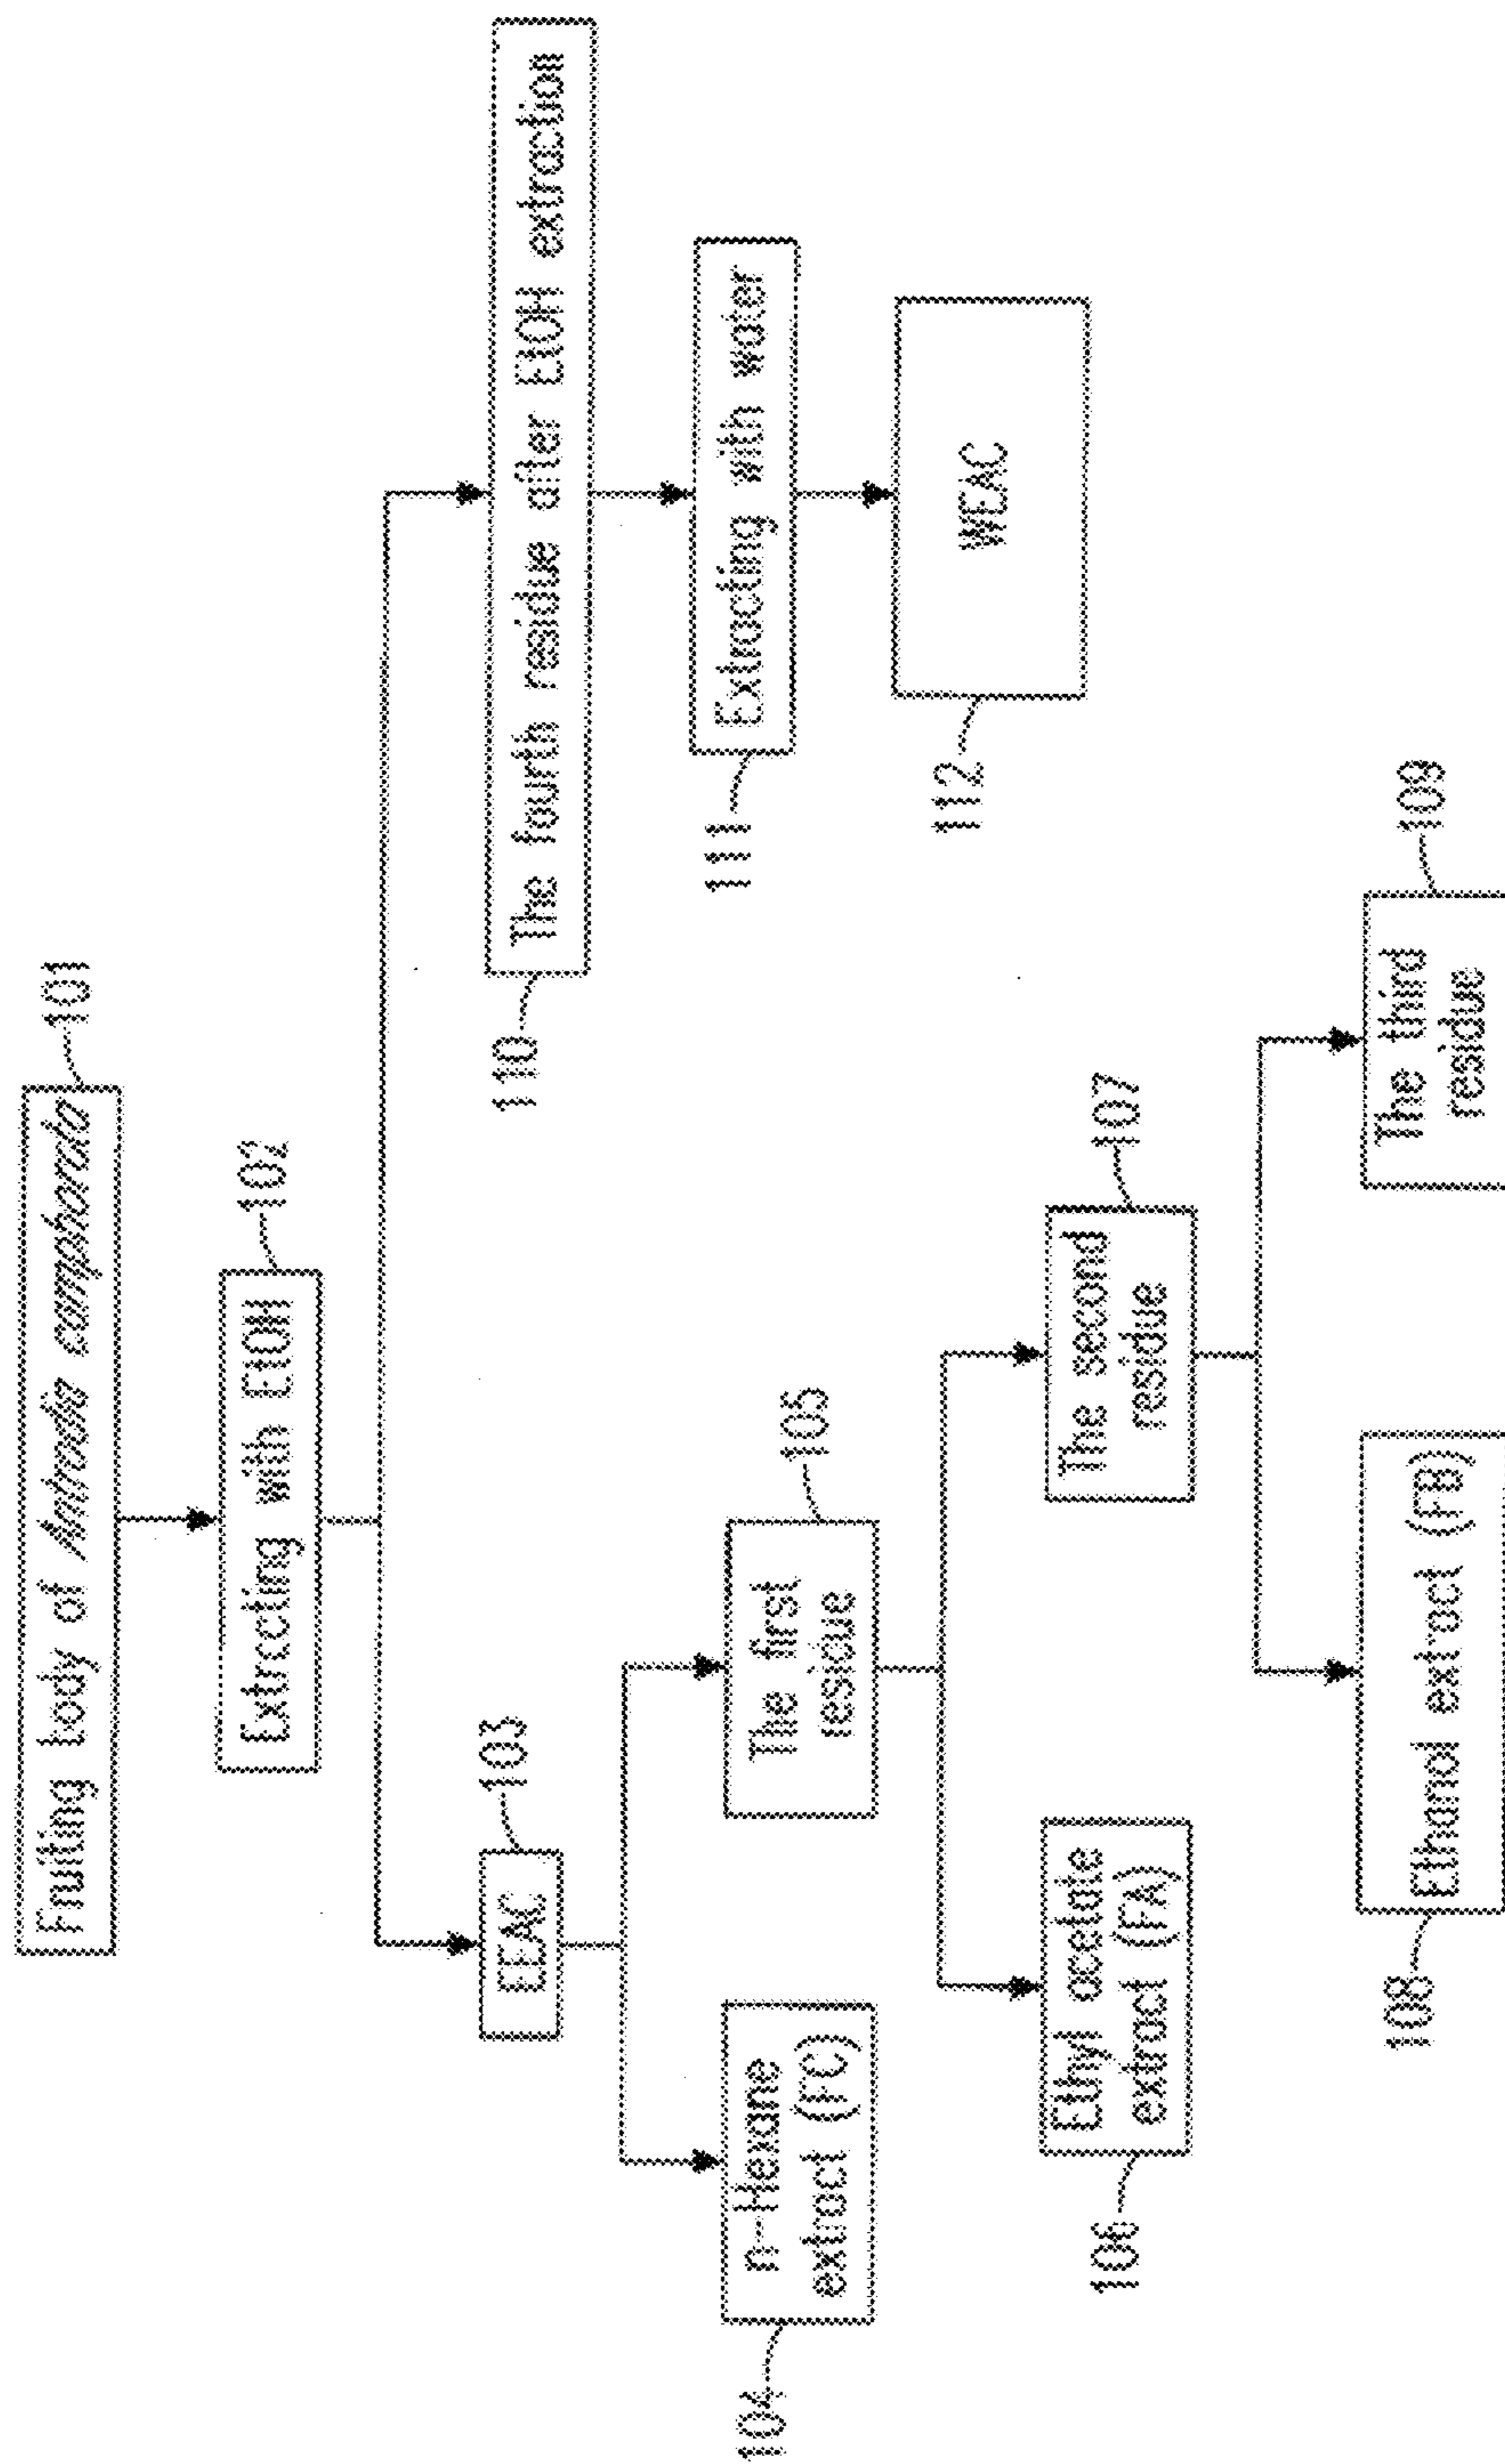 Fruiting body of Antrodia camphorata
101
Extracting with EtOH
102
EEAC
103
The fourth residue after EtOH extraction
110
n-Hexane
extract (FC)
104
The first
residue
105
Extracting with water
111
WEAC
112
Ethyl acetate
extract (FA)
106
The second
residue
107
Ethanol extract (FB)
108
The third
residue
109